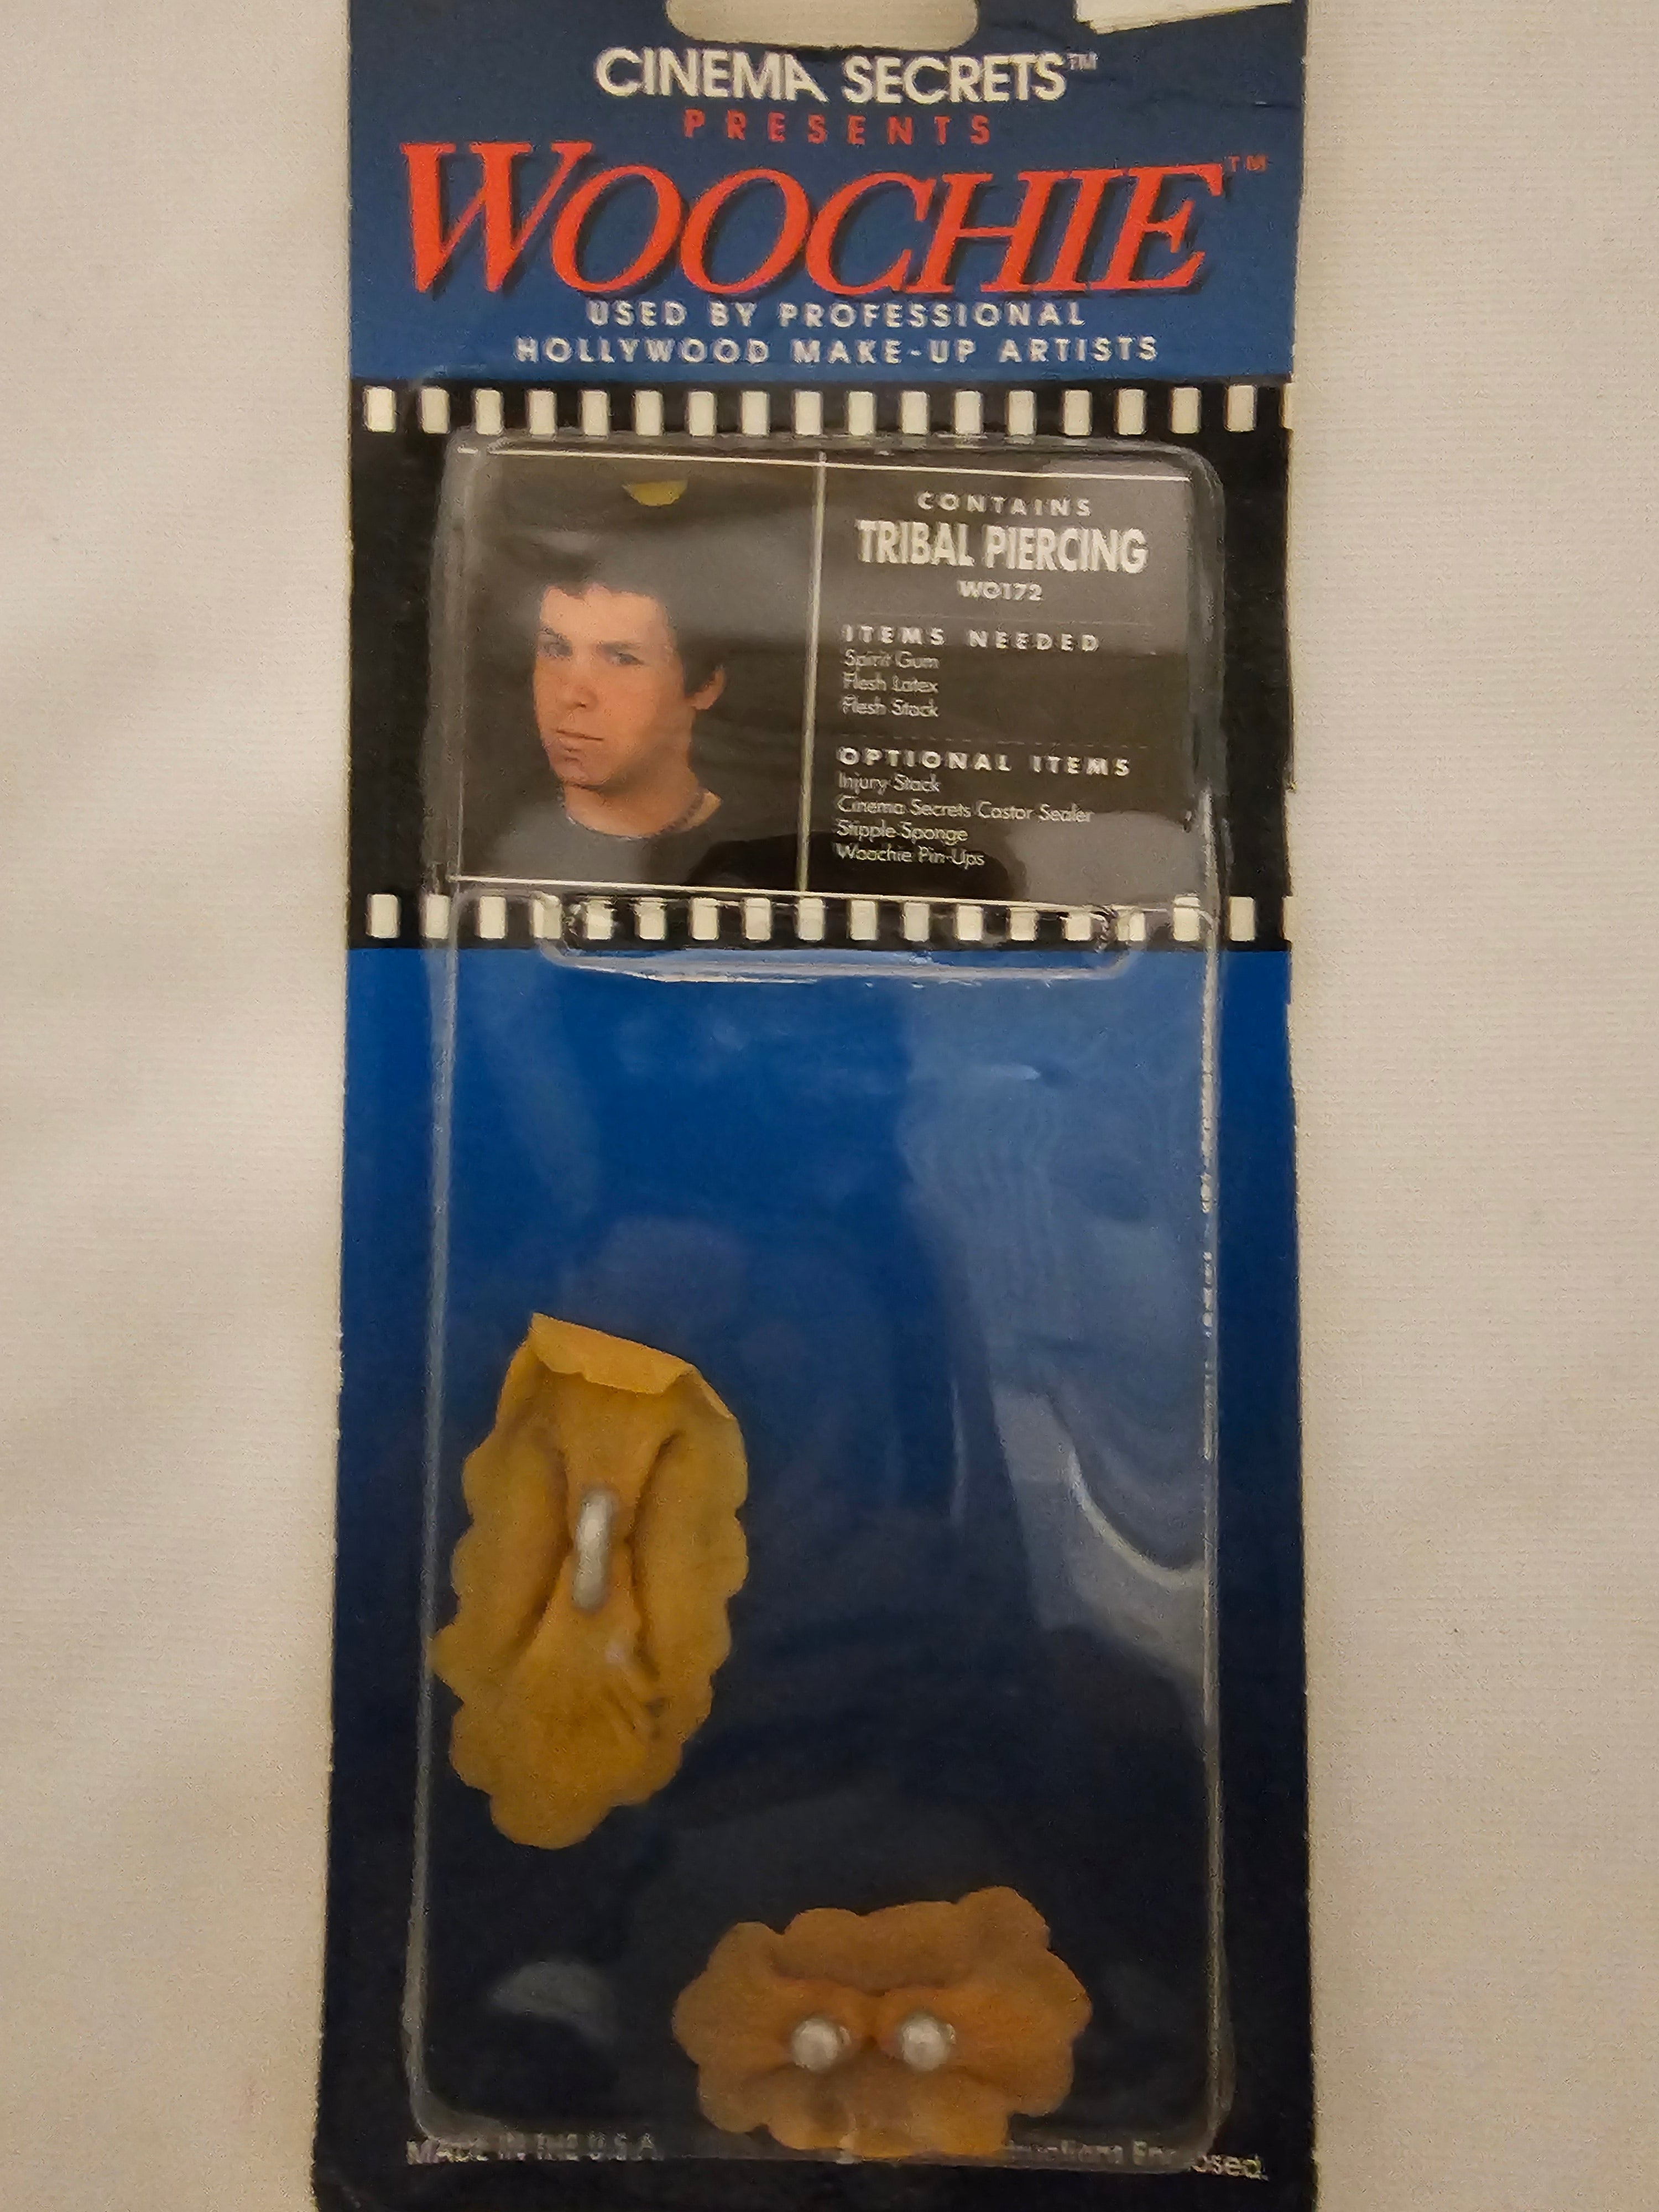 CINEMA SECRETS™
PRESENTS
WOOCHIE™
USED BY PROFESSIONAL
HOLLYWOOD MAKE-UP ARTISTS
CONTAINS
TRIBAL PIERCING
WO172
ITEMS NEEDED
Spirit Gum
Flesh Latex
Flesh Stack
OPTIONAL ITEMS
Injury Stack
Cinema Secrets Castor Sealer
Stipple Sponge
Woochie Pin-Ups
MADE IN THE U.S.A.